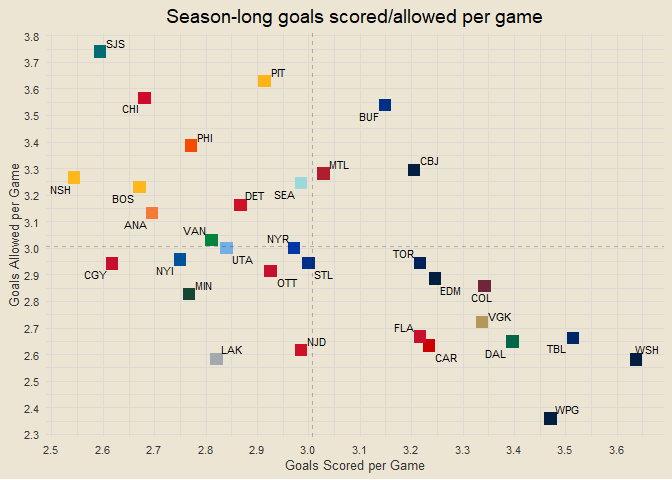 Season-long goals scored/allowed per game
3.8
SJS
3.7
PIT
3.6
CHI
BUF
3.5
3.4
PHI
CBJ
3.3
MTL
NSH
BOS
SEA
DET
3.2
ANA
3.1
VAN
NYR
3.0
UTA
TOR
CGY
NYI
OTT
STL
2.9
MIN
EDM
COL
2.8
VGK
2.7
FLA
NJD
CAR
DAL
TBL
WSH
LAK
2.6
2.5
WPG
2.4
2.3
Goals Allowed per Game
2.5 2.6 2.7 2.8 2.9 3.0 3.1 3.2 3.3 3.4 3.5 3.6
Goals Scored per Game